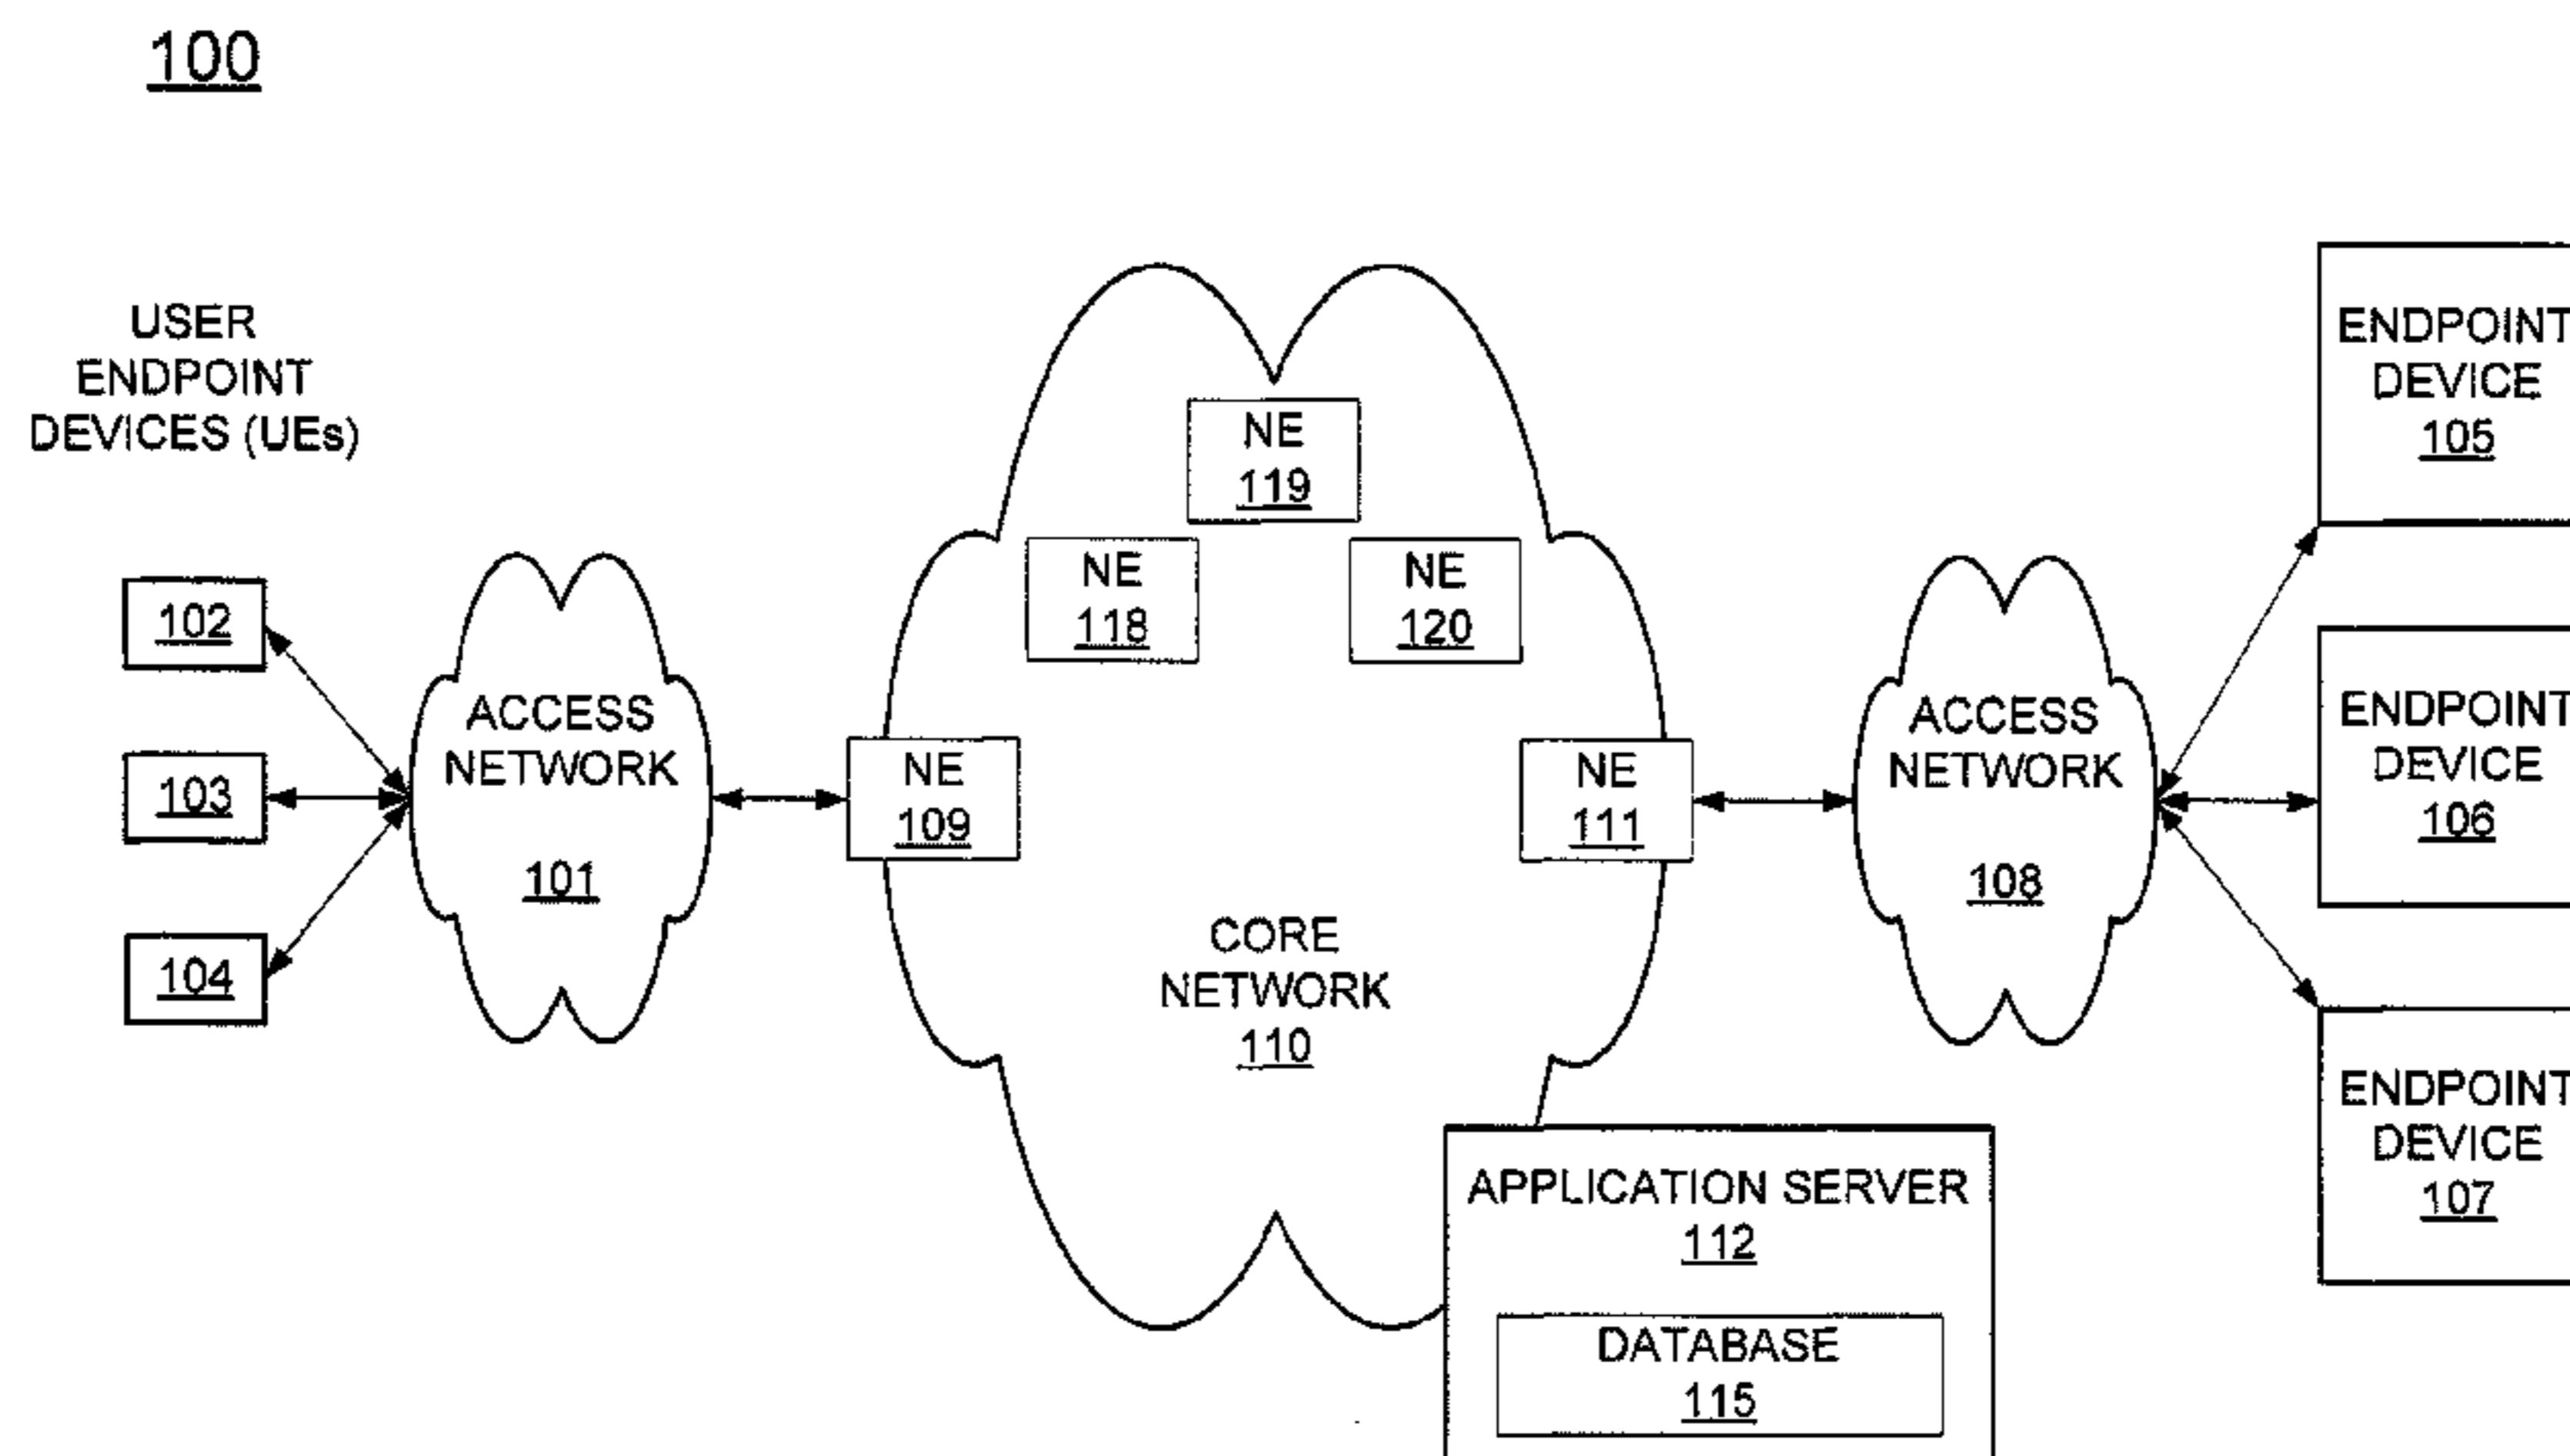 100
USER
ENDPOINT
DEVICES (UEs)
102
103
104
ACCESS
NETWORK
101
NE
119
NE
118
NE
120
NE
109
NE
111
CORE
NETWORK
110
APPLICATION SERVER
112
DATABASE
115
ACCESS
NETWORK
108
ENDPOINT
DEVICE
105
ENDPOINT
DEVICE
106
ENDPOINT
DEVICE
107